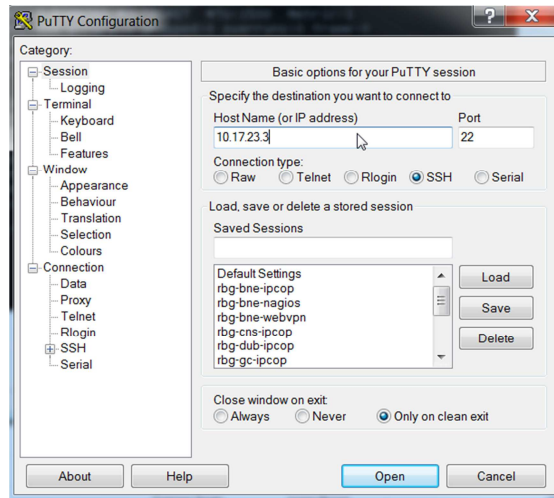 PuTTY Configuration
Category:
Session
Logging
Terminal
Keyboard
Bell
Features
Window
Appearance
Behaviour
Translation
Selection
Colours
Connection
Data
Proxy
Telnet
Rlogin
SSH
Serial
Basic options for your PuTTY session
Specify the destination you want to connect to
Host Name (or IP address) Port
10.17.23.3 22
Connection type:
Raw Telnet Rlogin SSH Serial
Load, save or delete a stored session
Saved Sessions
Default Settings
rbg-bne-ipcop
rbg-bne-nagios
rbg-bne-webvpn
rbg-cns-ipcop
rbg-dub-ipcop
rbg-gc-ipcop
Load
Save
Delete
Close window on exit:
Always Never Only on clean exit
About Help Open Cancel